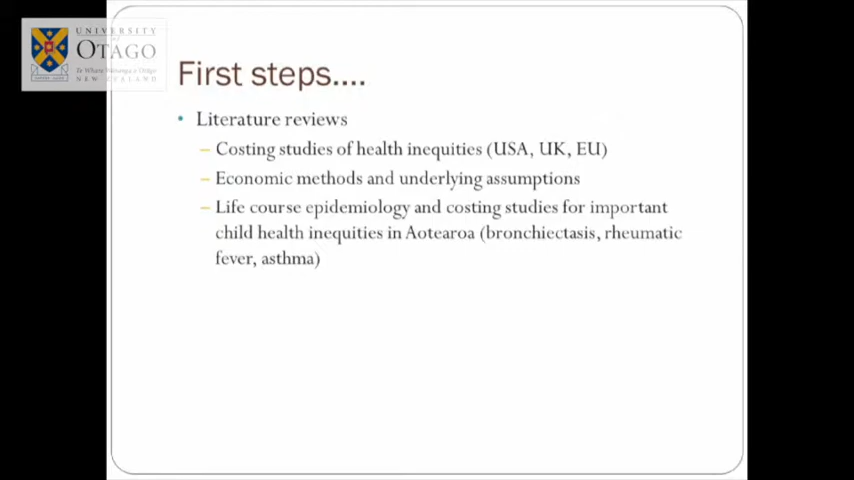 UNIVERSITY
of
OTAGO
Te Whare Wānanga o Otāgo
NEW ZEALAND
First steps....
• Literature reviews
– Costing studies of health inequities (USA, UK, EU)
– Economic methods and underlying assumptions
– Life course epidemiology and costing studies for important
child health inequities in Aotearoa (bronchiectasis, rheumatic
fever, asthma)